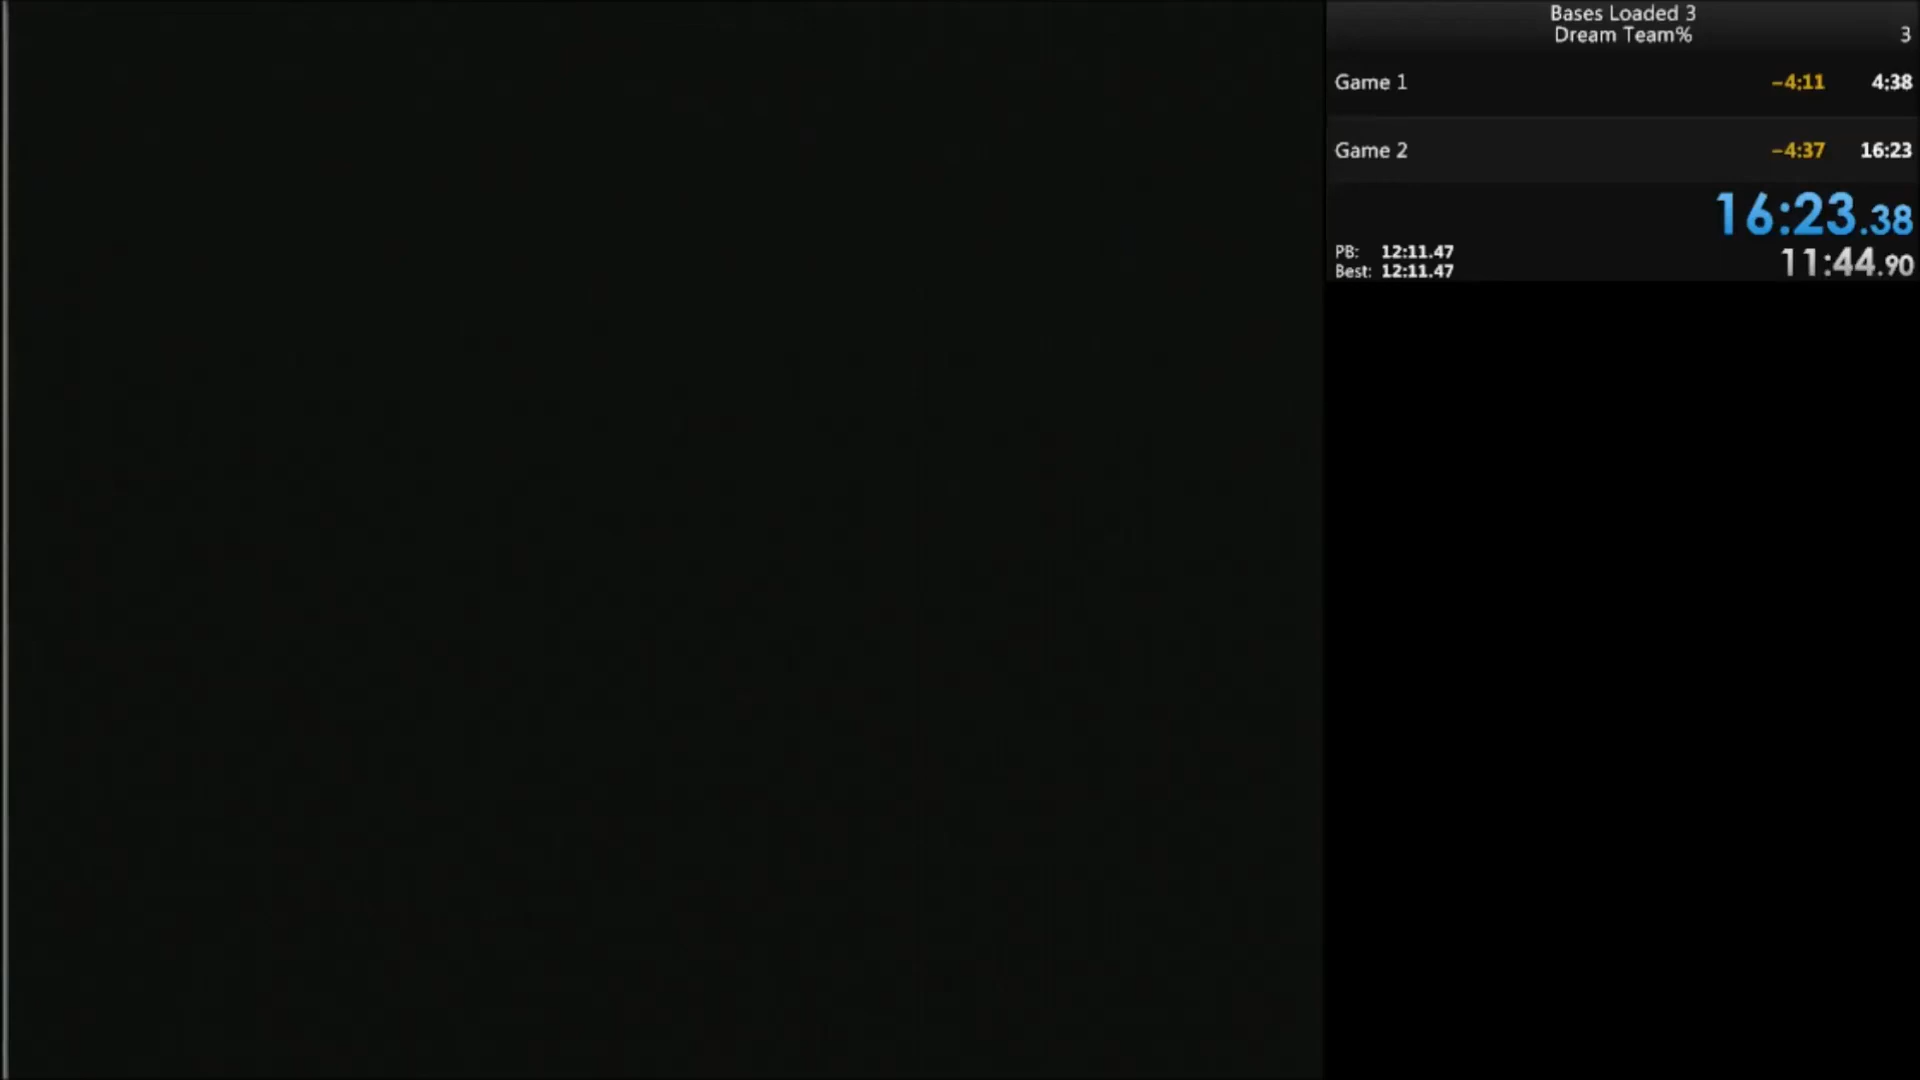 Bases Loaded 3
Dream Team% 3
Game 1 −4:11 4:38
Game 2 −4:37 16:23
16:23.38
PB: 12:11.47
Best: 12:11.47
11:44.90